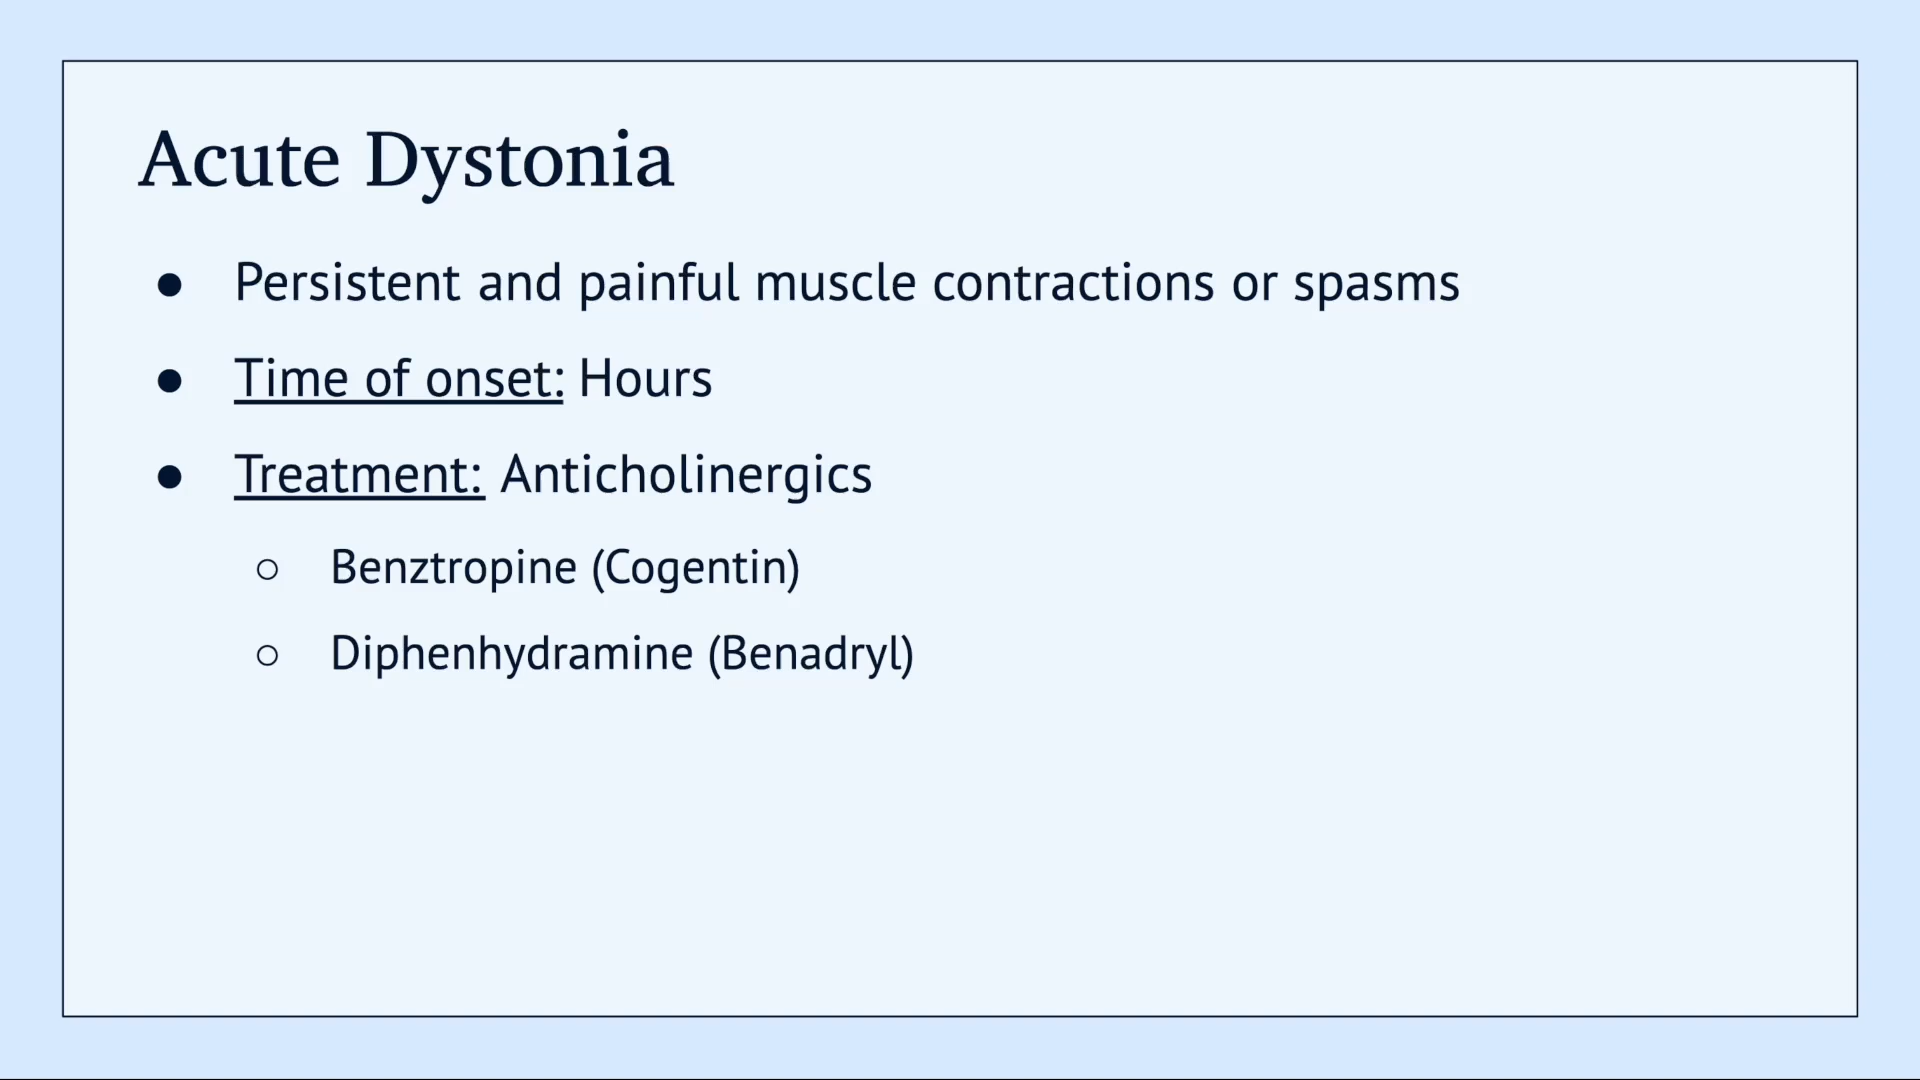 Acute Dystonia
● Persistent and painful muscle contractions or spasms
● Time of onset: Hours
● Treatment: Anticholinergics
○ Benztropine (Cogentin)
○ Diphenhydramine (Benadryl)